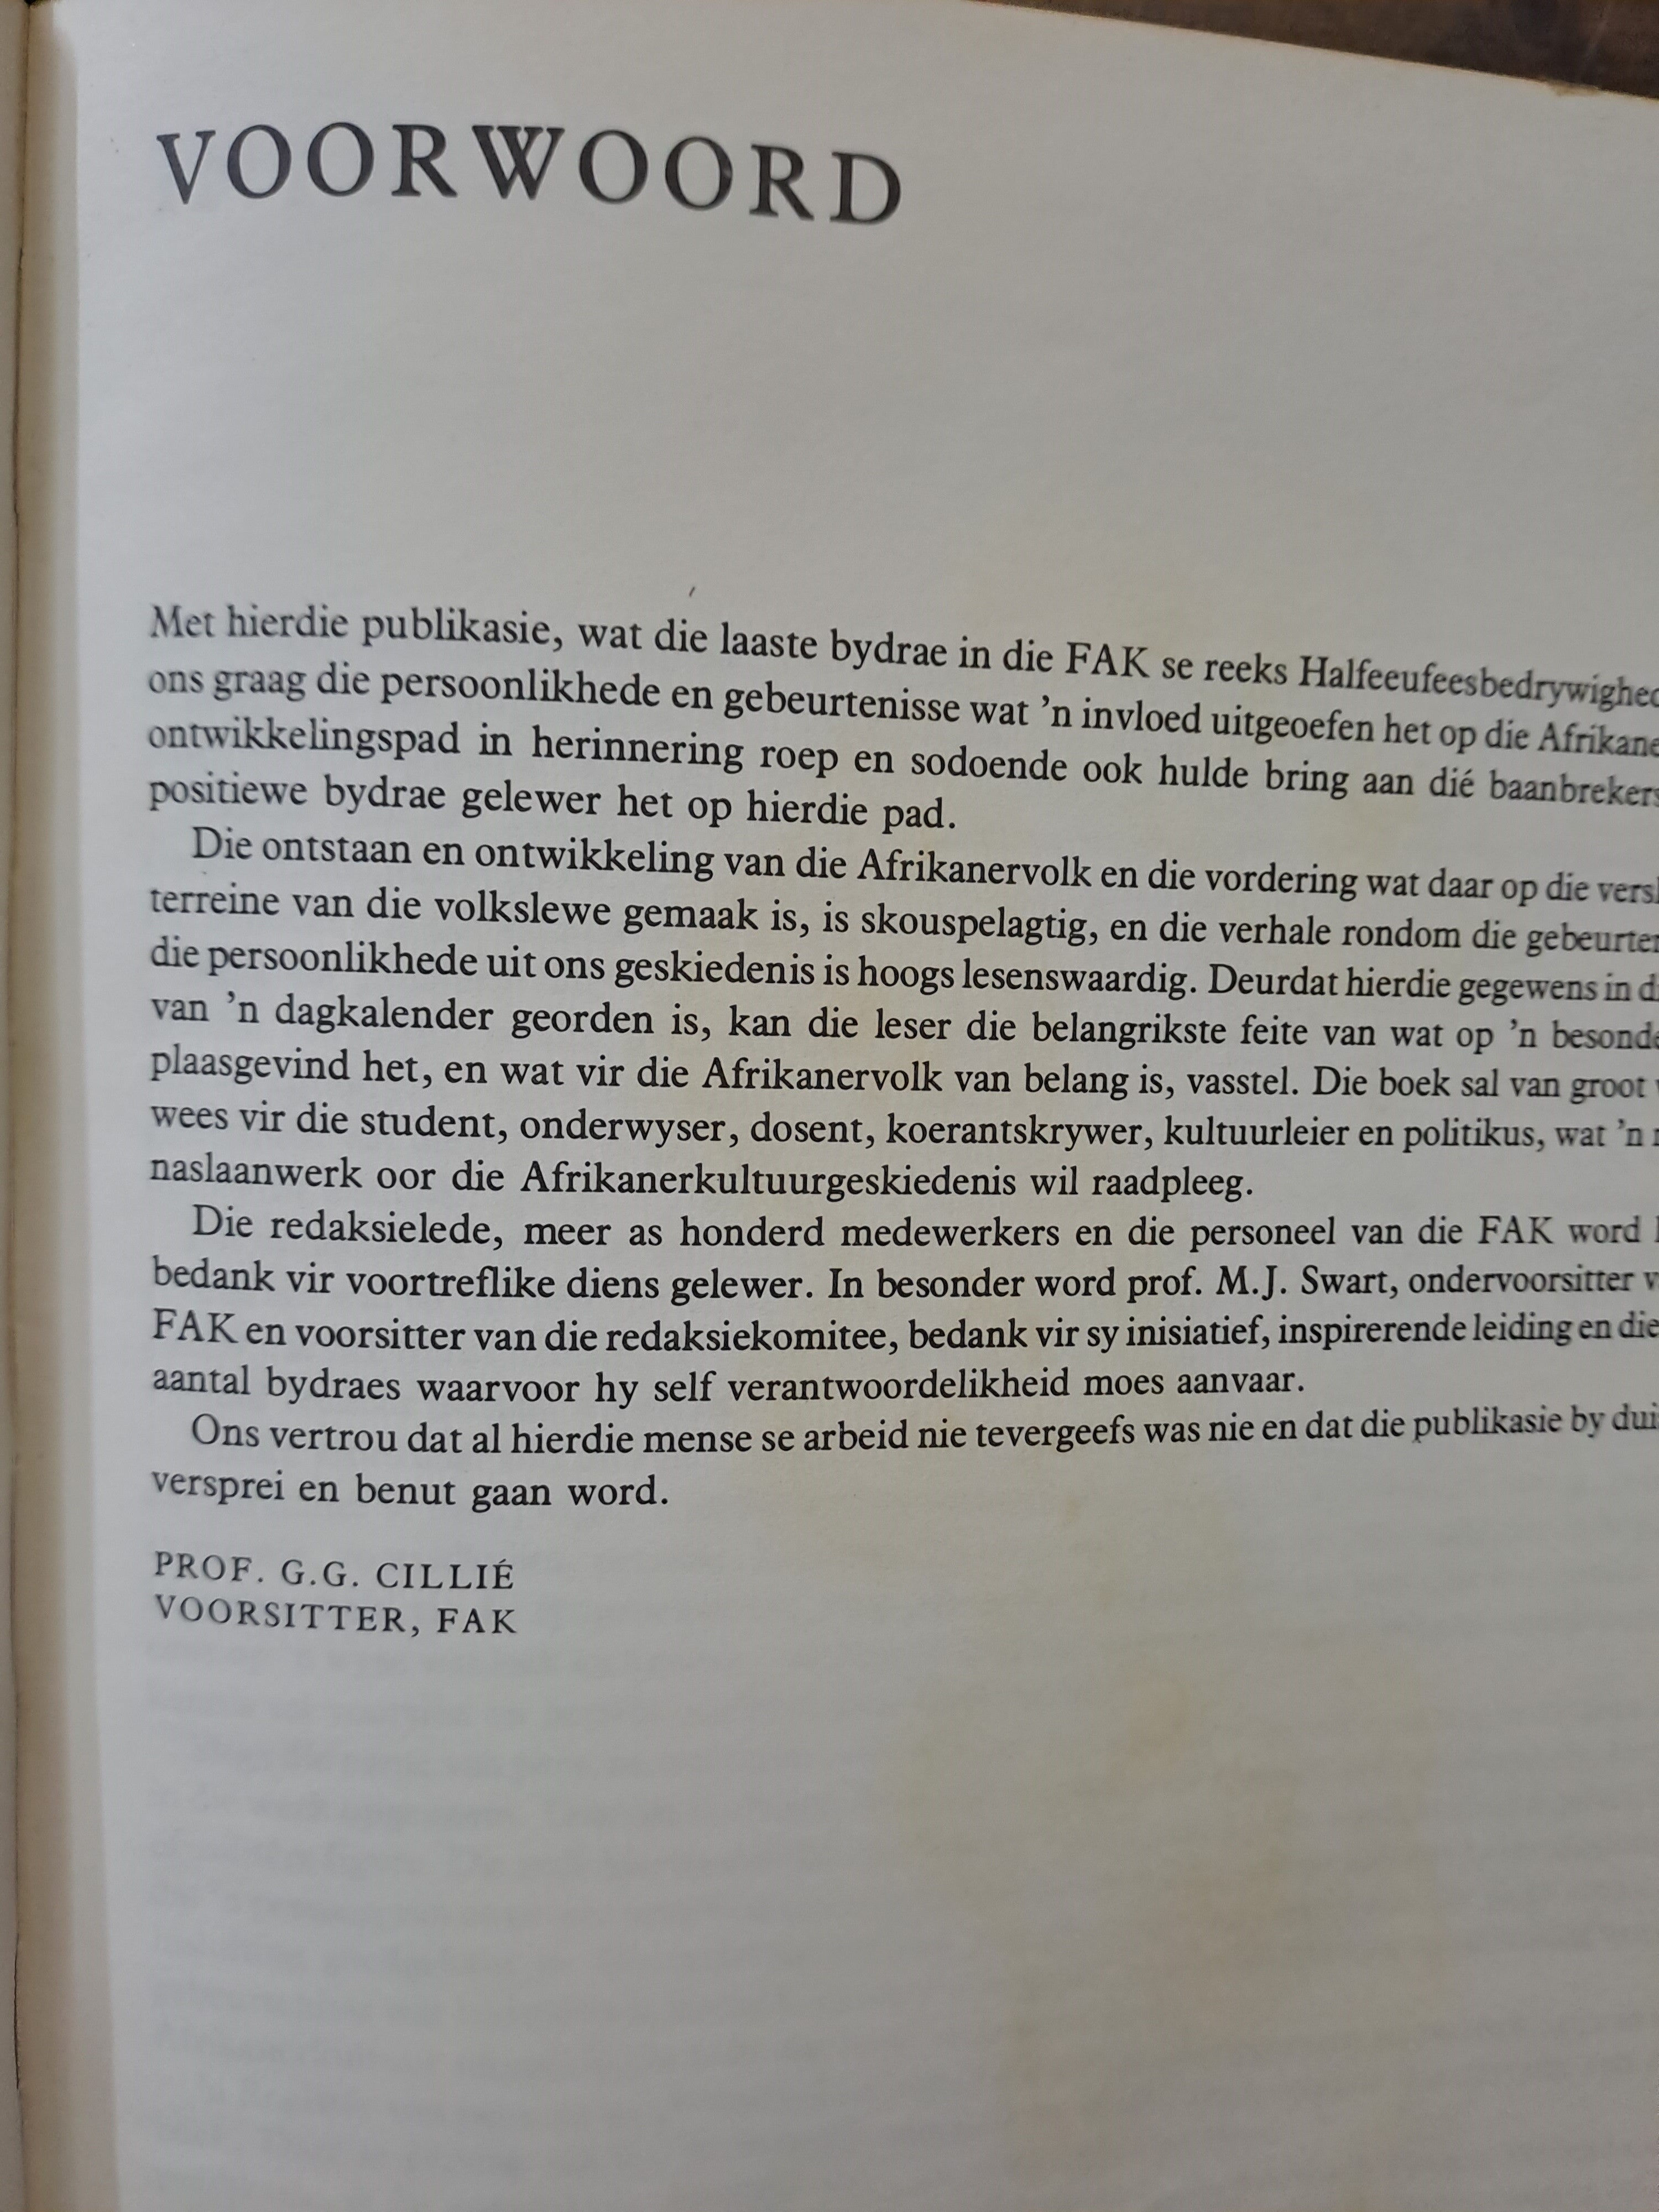 VOORWOORD
Met hierdie publikasie, wat die laaste bydrae in die FAK se reeks
ons graag die persoonlikhede en gebeurtenisse wat 'n invloed uitgeoefen het op die
ontwikkelingspad in herinnering roep en sodoende ook hulde bring aan dié
positiewe bydrae gelewer het op hierdie pad.
Die ontstaan en ontwikkeling van die Afrikanervolk en die vordering wat daar op die
terreine van die volkslewe gemaak is, is skouspelagtig, en die verhale rondom die
die persoonlikhede uit ons geskiedenis is hoogs lesenswaardig. Deurdat hierdie gegewens in
van 'n dagkalender georden is, kan die leser die belangrikste feite van wat op 'n
plaasgevind het, en wat vir die Afrikanervolk van belang is, vasstel. Die boek sal van groot
wees vir die student, onderwyser, dosent, koerantskrywer, kultuurleier en politikus, wat 'n
naslaanwerk oor die Afrikanerkultuurgeskiedenis wil raadpleeg.
Die redaksielede, meer as honderd medewerkers en die personeel van die FAK word
bedank vir voortreflike diens gelewer. In besonder word prof. M.J. Swart, ondervoorsitter
FAK en voorsitter van die redaksiekomitee, bedank vir sy inisiatief, inspirerende leiding en die
aantal bydraes waarvoor hy self verantwoordelikheid moes aanvaar.
Ons vertrou dat al hierdie mense se arbeid nie tevergeefs was nie en dat die publikasie by
versprei en benut gaan word.
PROF. G.G. CILLIÉ
VOORSITTER, FAK